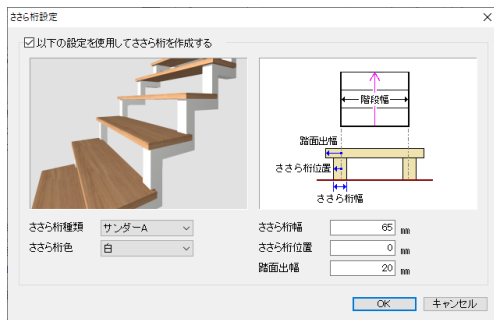 ささら桁設定
以下の設定を使用してささら桁を作成する
階段幅
踏面出幅
ささら桁位置
ささら桁幅
ささら桁種類 サンダーA
ささら桁色 白
ささら桁幅 65 mm
ささら桁位置 0 mm
踏面出幅 20 mm
OK キャンセル